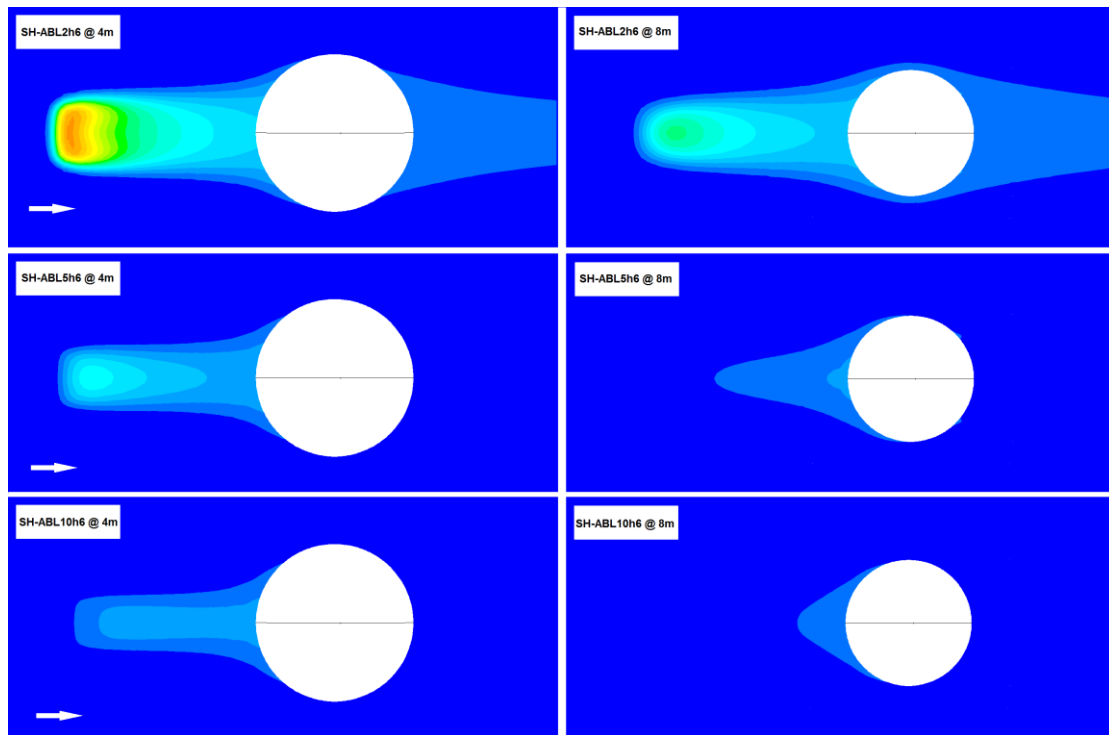 SH-ABL2h6 @ 4m
SH-ABL2h6 @ 8m
SH-ABL5h6 @ 4m
SH-ABL5h6 @ 8m
SH-ABL10h6 @ 4m
SH-ABL10h6 @ 8m